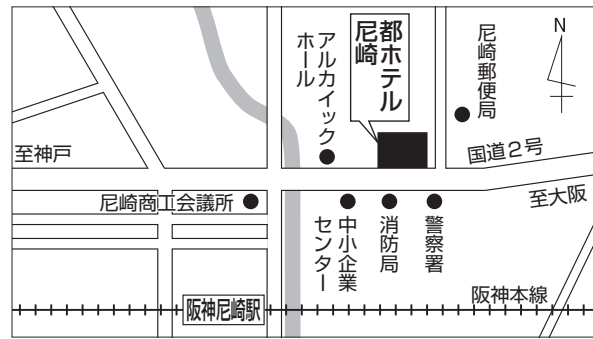 都ホテル
尼崎
アルカイック
ホール
尼崎郵便局
N
至神戸
国道２号
至大阪
尼崎商工会議所
中小企業
センター
消防局
警察署
阪神本線
阪神尼崎駅